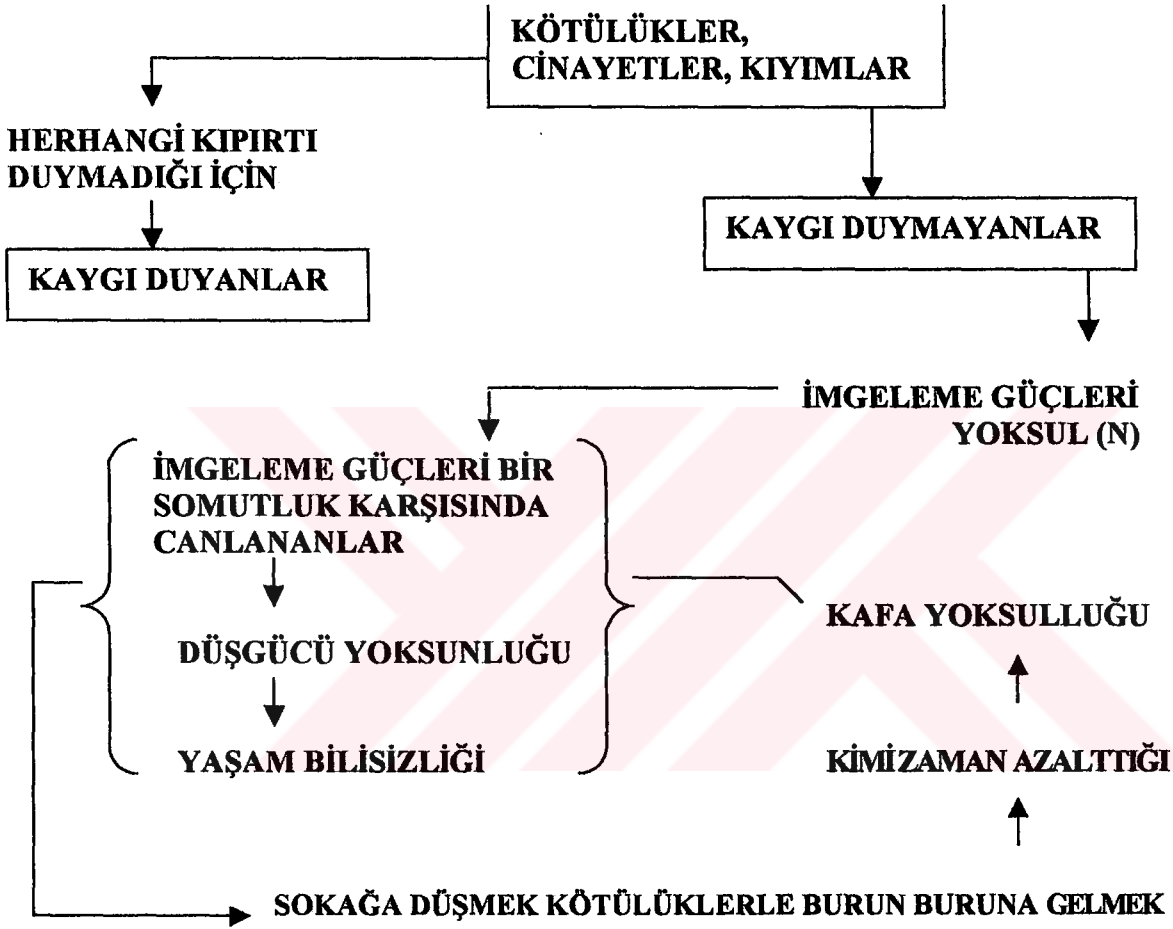 KÖTÜLÜKLER,
CİNAYETLER, KIYIMLAR
HERHANGİ KIPIRTI
DUYMADIĞI İÇİN
KAYGI DUYMAYANLAR
KAYGI DUYANLAR
İMGELEME GÜÇLERİ
YOKSUL (N)
İMGELEME GÜÇLERİ BİR
SOMUTLUK KARŞISINDA
CANLANANLAR
KAFA YOKSULLUĞU
DÜŞGÜCÜ YOKSUNLUĞU
YAŞAM BİLİSİZLİĞİ
KİMİZAMAN AZALTTIĞI
SOKAĞA DÜŞMEK KÖTÜLÜKLERLE BURUN BURUNA GELMEK